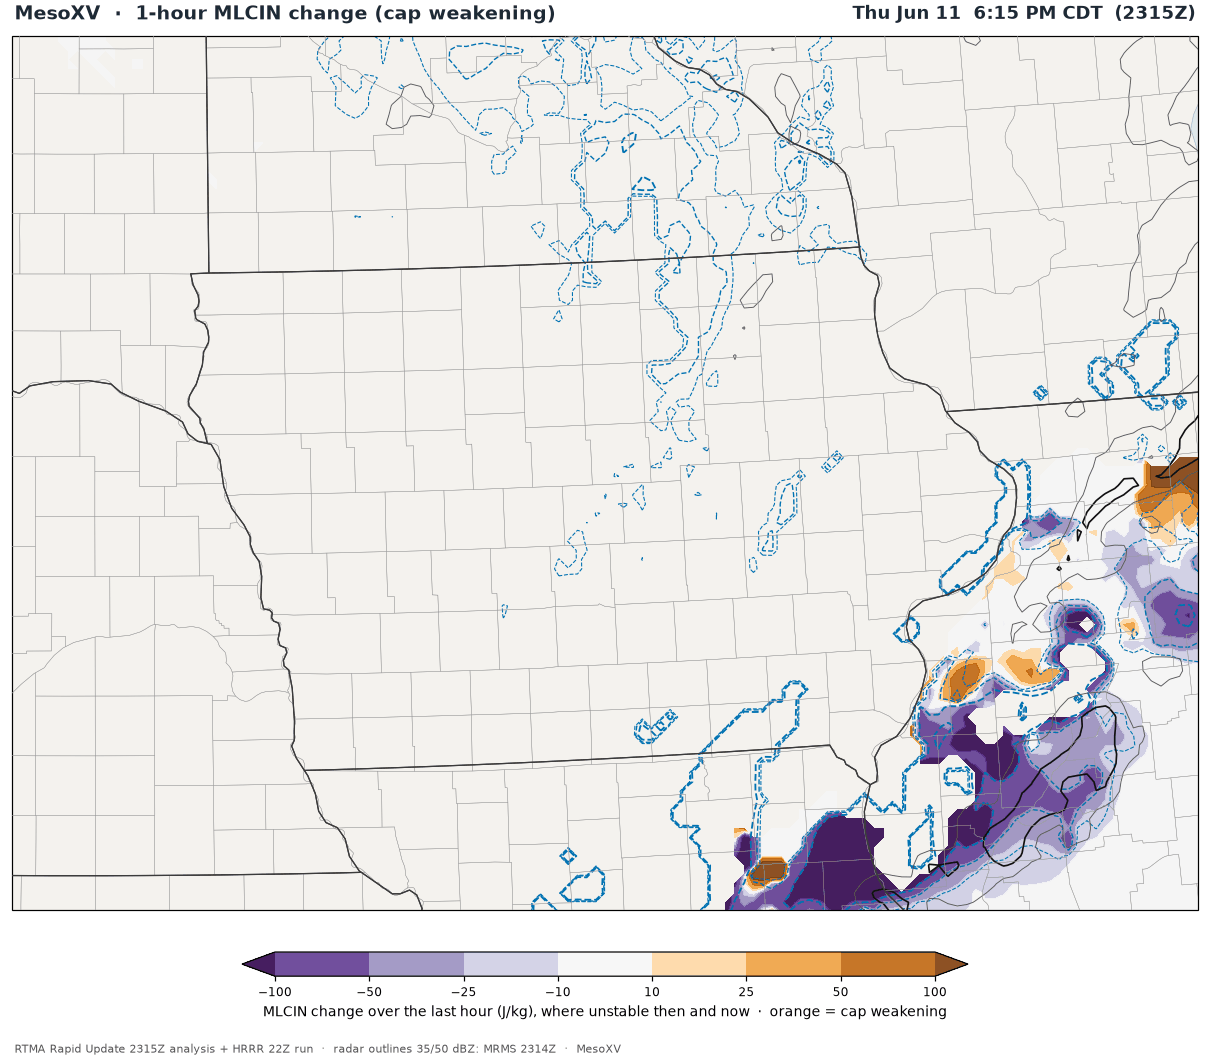 MesoXV · 1-hour MLCIN change (cap weakening)
Thu Jun 11 6:15 PM CDT (2315Z)
−100 −50 −25 −10 10 25 50 100
MLCIN change over the last hour (J/kg), where unstable then and now · orange = cap weakening
RTMA Rapid Update 2315Z analysis + HRRR 22Z run · radar outlines 35/50 dBZ: MRMS 2314Z · MesoXV